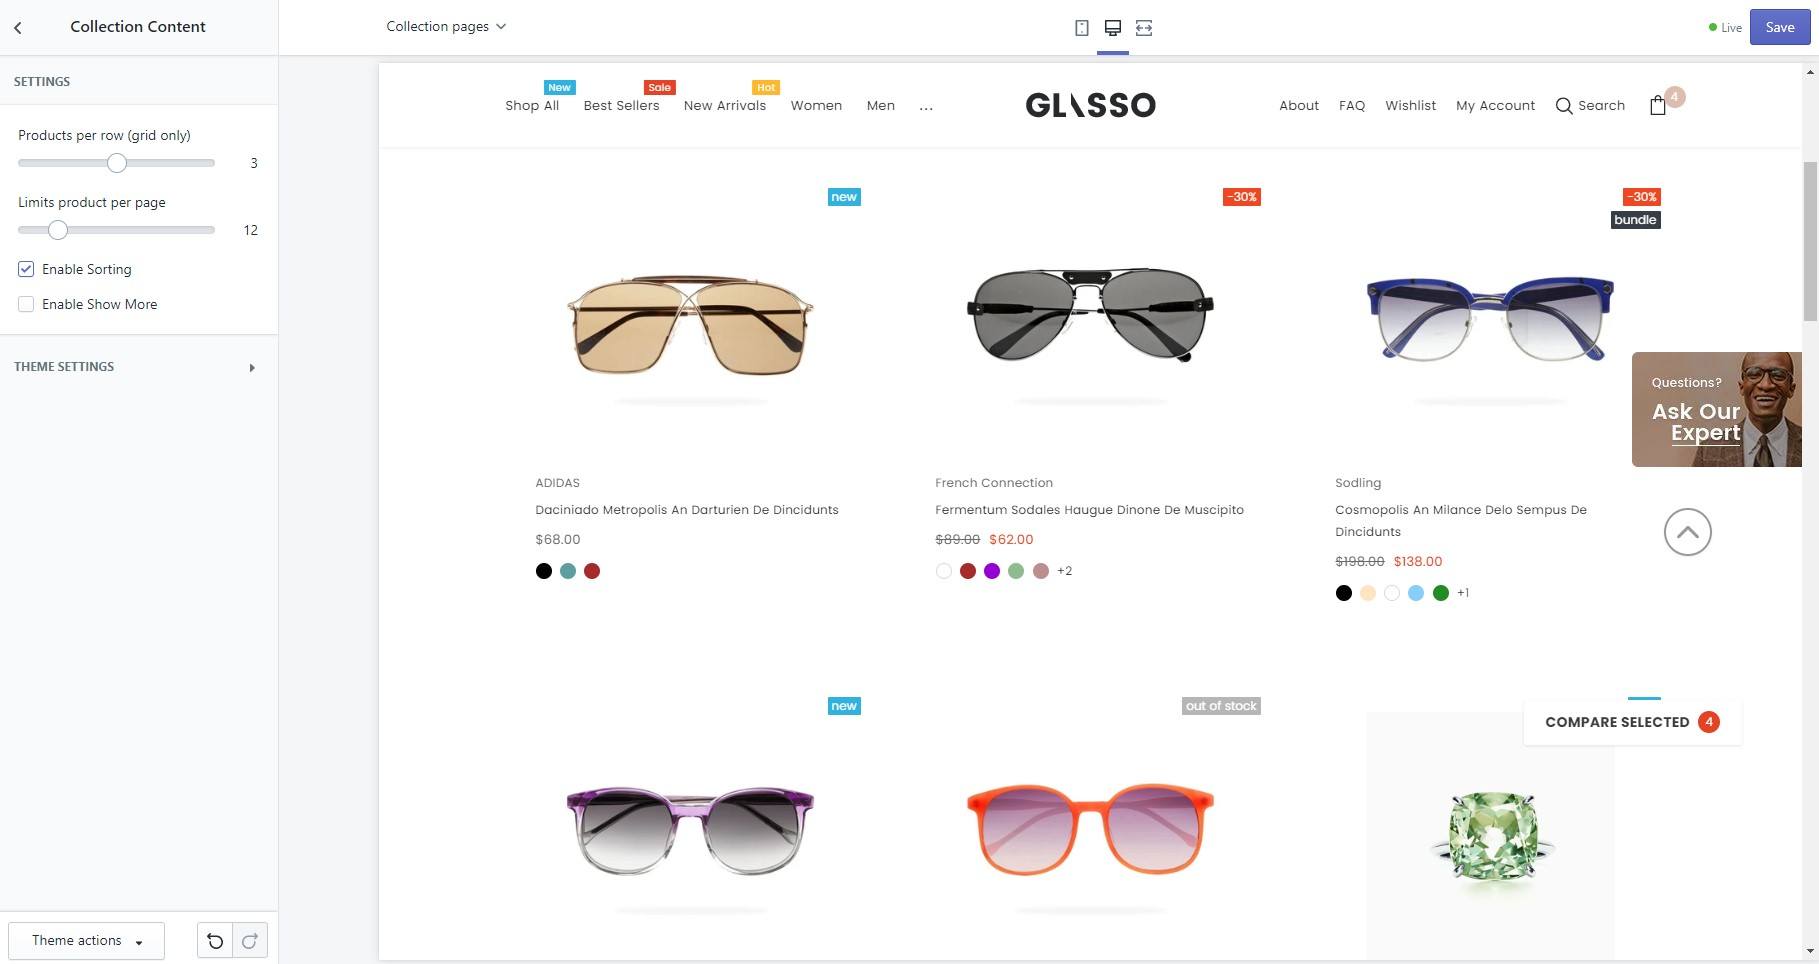 Collection Content
Collection pages
Live
Save
SETTINGS
Products per row (grid only)
3
Limits product per page
12
Enable Sorting
Enable Show More
THEME SETTINGS
Theme actions
New
Sale
Hot
Shop All
Best Sellers
New Arrivals
Women
Men
...
GLASSO
About
FAQ
Wishlist
My Account
Search
4
new
-30%
-30%
bundle
Questions?
Ask Our
Expert
ADIDAS
Daciniado Metropolis An Darturien De Dincidunts
$68.00
French Connection
Fermentum Sodales Haugue Dinone De Muscipito
$89.00 $62.00
+2
Sodling
Cosmopolis An Milance Delo Sempus De
Dincidunts
$198.00 $138.00
+1
new
out of stock
COMPARE SELECTED 4